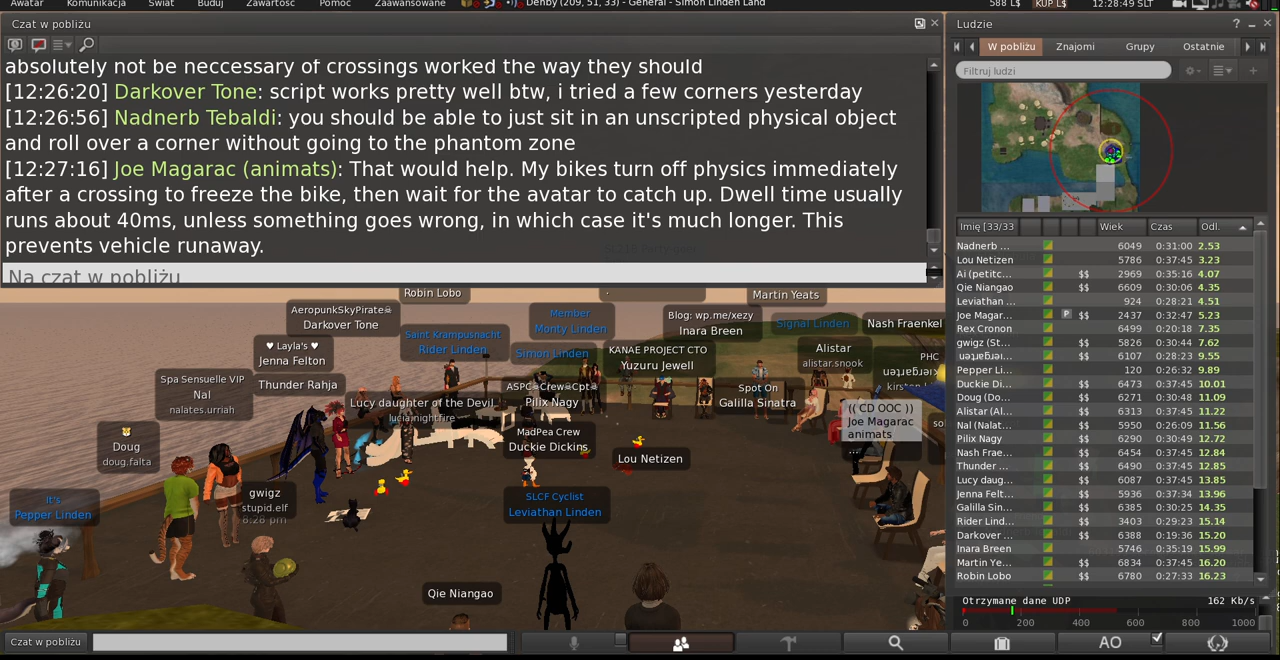 Awatar Komunikacja Świat Buduj Zawartość Pomoc Zaawansowane Denby (209, 51, 33) - General - Simon Linden Land 588 L$ KUP L$ 12:28:49 SLT
Czat w pobliżu
absolutely not be neccessary of crossings worked the way they should
[12:26:20] Darkover Tone: script works pretty well btw, i tried a few corners yesterday
[12:26:56] Nadnerb Tebaldi: you should be able to just sit in an unscripted physical object
and roll over a corner without going to the phantom zone
[12:27:16] Joe Magarac (animats): That would help. My bikes turn off physics immediately
after a crossing to freeze the bike, then wait for the avatar to catch up. Dwell time usually
runs about 40ms, unless something goes wrong, in which case it's much longer. This
prevents vehicle runaway.
Na czat w pobliżu
Robin Lobo
Martin Yeats
AeropunkSkyPirate☠
Darkover Tone
Saint Krampusnacht
Rider Linden
Member
Monty Linden
Simon Linden
Blog: wp.me/xezy
Inara Breen
Signal Linden
Nash Fraenkel
♥ Layla's ♥
Jenna Felton
KANAE PROJECT CTO
Yuzuru Jewell
Alistar
alistar.snook
PHC
Spa Sensuelle VIP
Nal
nalates.urriah
Thunder Rahja
Lucy daughter of the Devil
lucia.nightfire
ASPC☠Crew☠Cpt☠
Pilix Nagy
Spot On
Galilla Sinatra
(( CD OOC ))
Joe Magarac
animats
...
Doug
doug.falta
MadPea Crew
Duckie Dickins
Lou Netizen
It's
Pepper Linden
gwigz
stupid.elf
8:28 pm
SLCF Cyclist
Leviathan Linden
Qie Niangao
Czat w pobliżu
Ludzie
W pobliżu Znajomi Grupy Ostatnie
Filtruj ludzi
Imię [33/33 Wiek Czas Odl.
Nadnerb ... 6049 0:31:00 2.53
Lou Netizen 5786 0:37:45 3.23
Ai (petitc... $$ 2969 0:35:16 4.07
Qie Niangao $$ 6609 0:30:06 4.35
Leviathan ... 924 0:28:21 4.51
Joe Magar... P $$ 2437 0:32:47 5.23
Rex Cronon 6499 0:20:18 7.35
gwigz (St... $$ 5826 0:30:44 7.62
$$ 6107 0:28:23 9.55
Pepper Li... 120 0:26:32 9.89
Duckie Di... $$ 6473 0:37:45 10.01
Doug (Do... $$ 6271 0:30:48 11.09
Alistar (Al... $$ 6313 0:37:45 11.22
Nal (Nalat... $$ 5950 0:26:09 11.56
Pilix Nagy $$ 6290 0:30:49 12.72
Nash Frae... $$ 6454 0:37:45 12.84
Thunder ... $$ 6490 0:37:45 12.85
Lucy daug... $$ 6087 0:37:45 13.85
Jenna Felt... $$ 5936 0:37:34 13.96
Galilla Sin... $$ 6385 0:30:25 14.35
Rider Lind... $$ 3403 0:29:23 15.14
Darkover ... $$ 6388 0:19:36 15.20
Inara Breen 5746 0:35:19 15.99
Martin Ye... $$ 6834 0:37:45 16.20
Robin Lobo $$ 6780 0:27:33 16.23
Otrzymane dane UDP 162 Kb/s
0 200 400 600 800 1000
AO